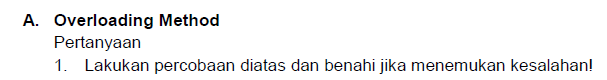 A. Overloading Method
Pertanyaan
1. Lakukan percobaan diatas dan benahi jika menemukan kesalahan!